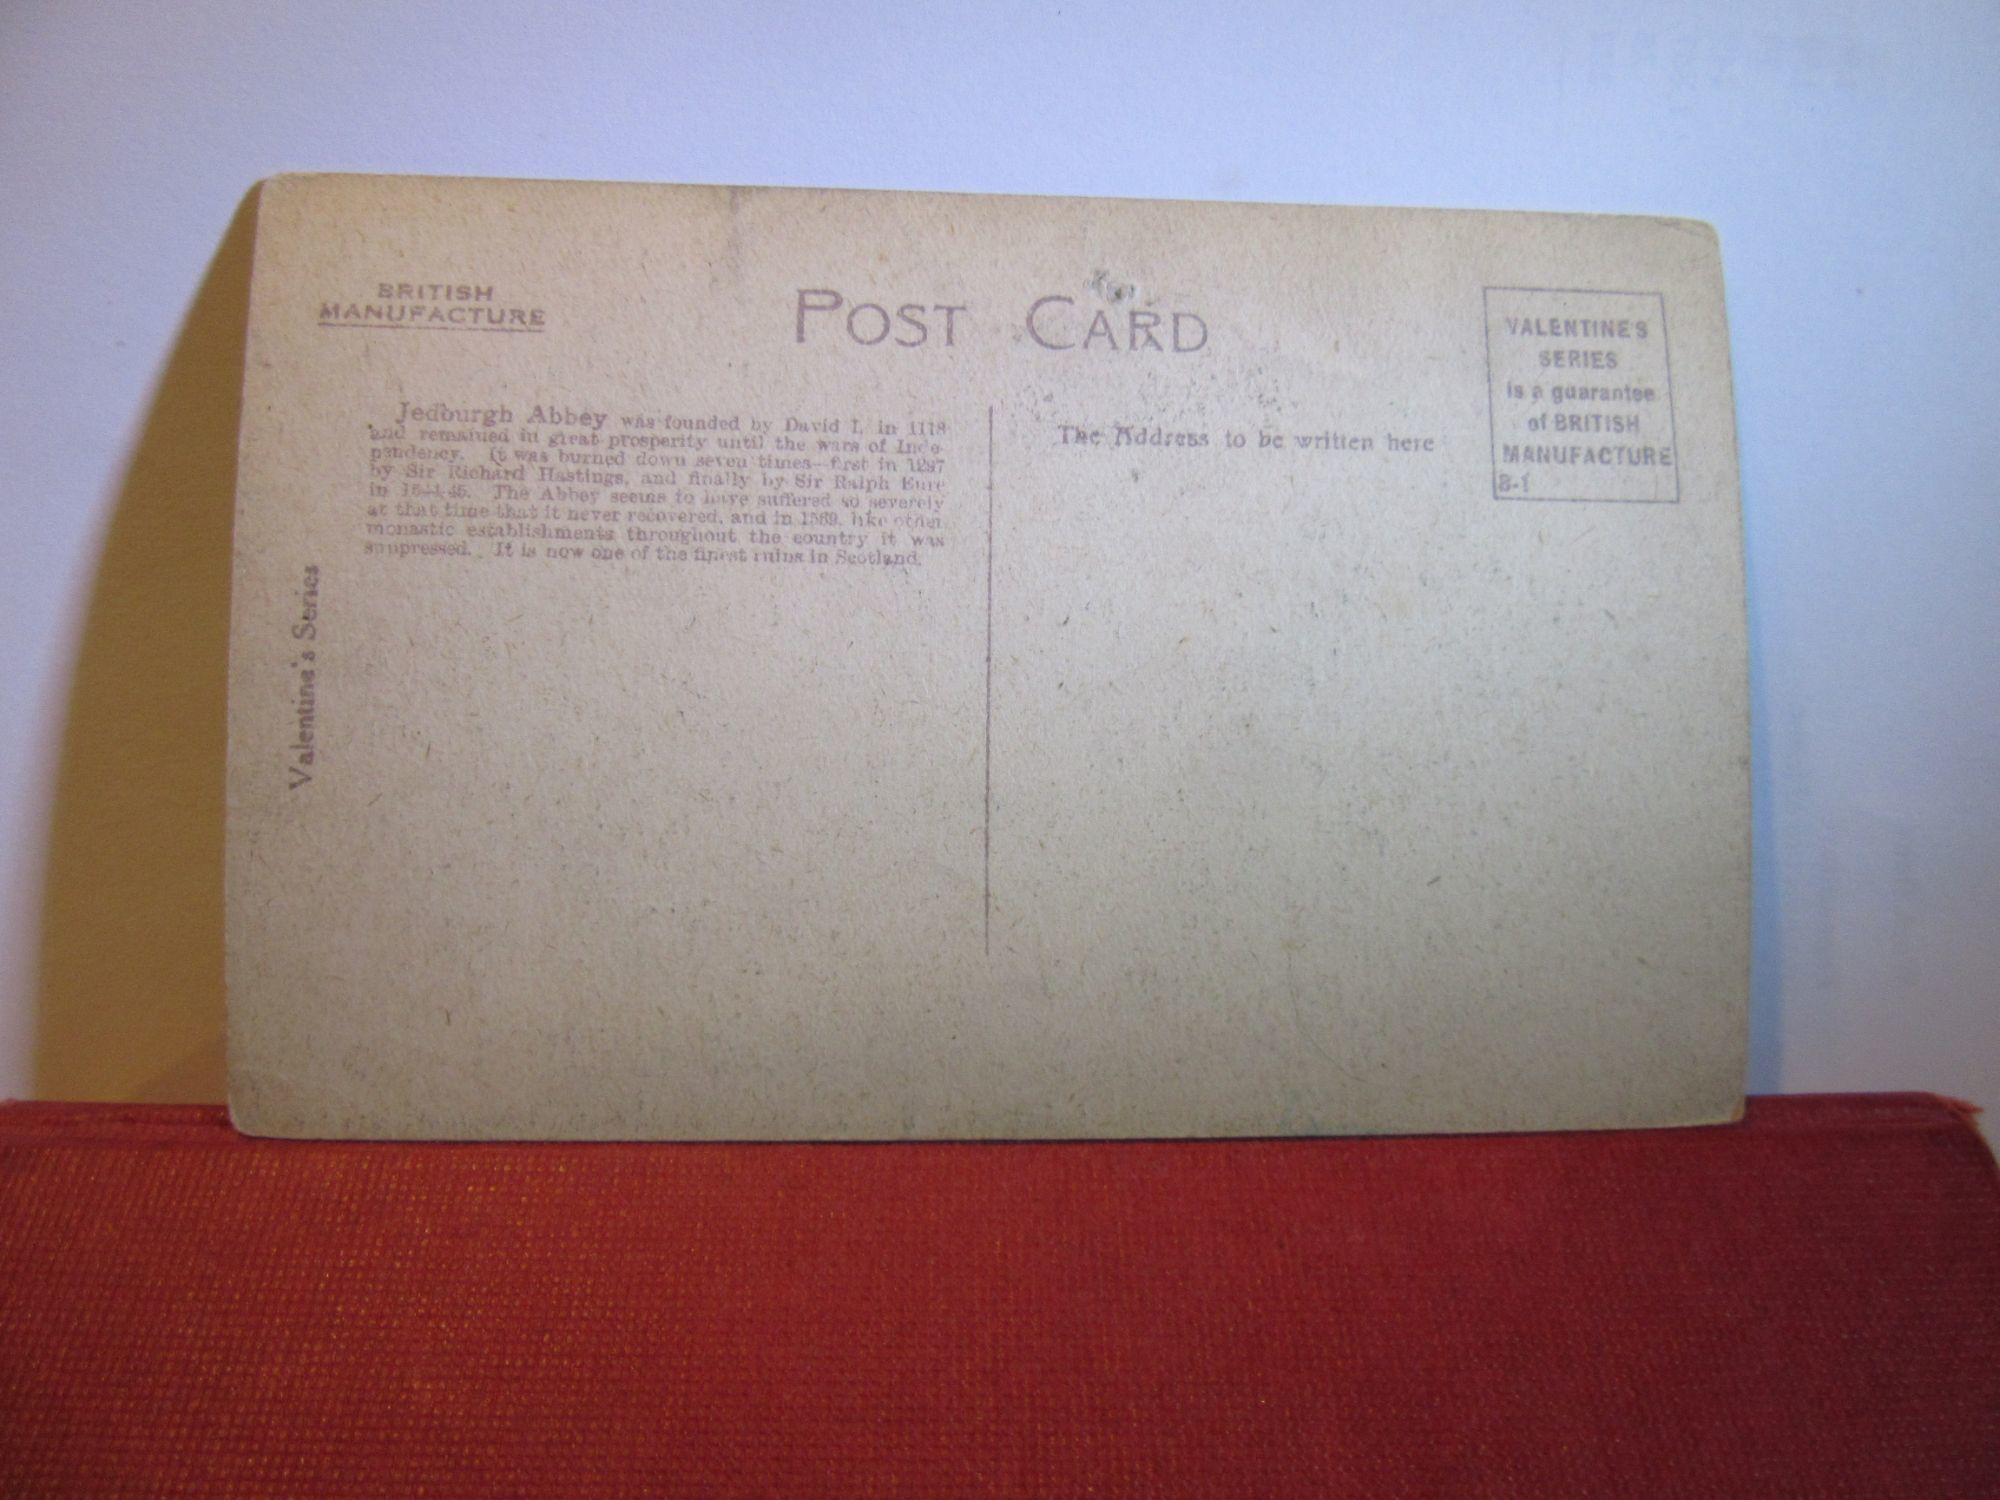 BRITISH
MANUFACTURE
POST CARD
VALENTINE'S
SERIES
is a guarantee
of BRITISH
MANUFACTURE
Jedburgh Abbey was founded by David I. in 1118
and remained in great prosperity until the wars of Inde-
pendency. It was burned down seven times—first in 1297
by Sir Richard Hastings, and finally by Sir Ralph Eure
in The Abbey seems to have suffered so severely
at that time that it never recovered, and in 1569, like other
monastic establishments throughout the country it was
suppressed. It is now one of the finest ruins in Scotland.
The Address to be written here
Valentine's Series